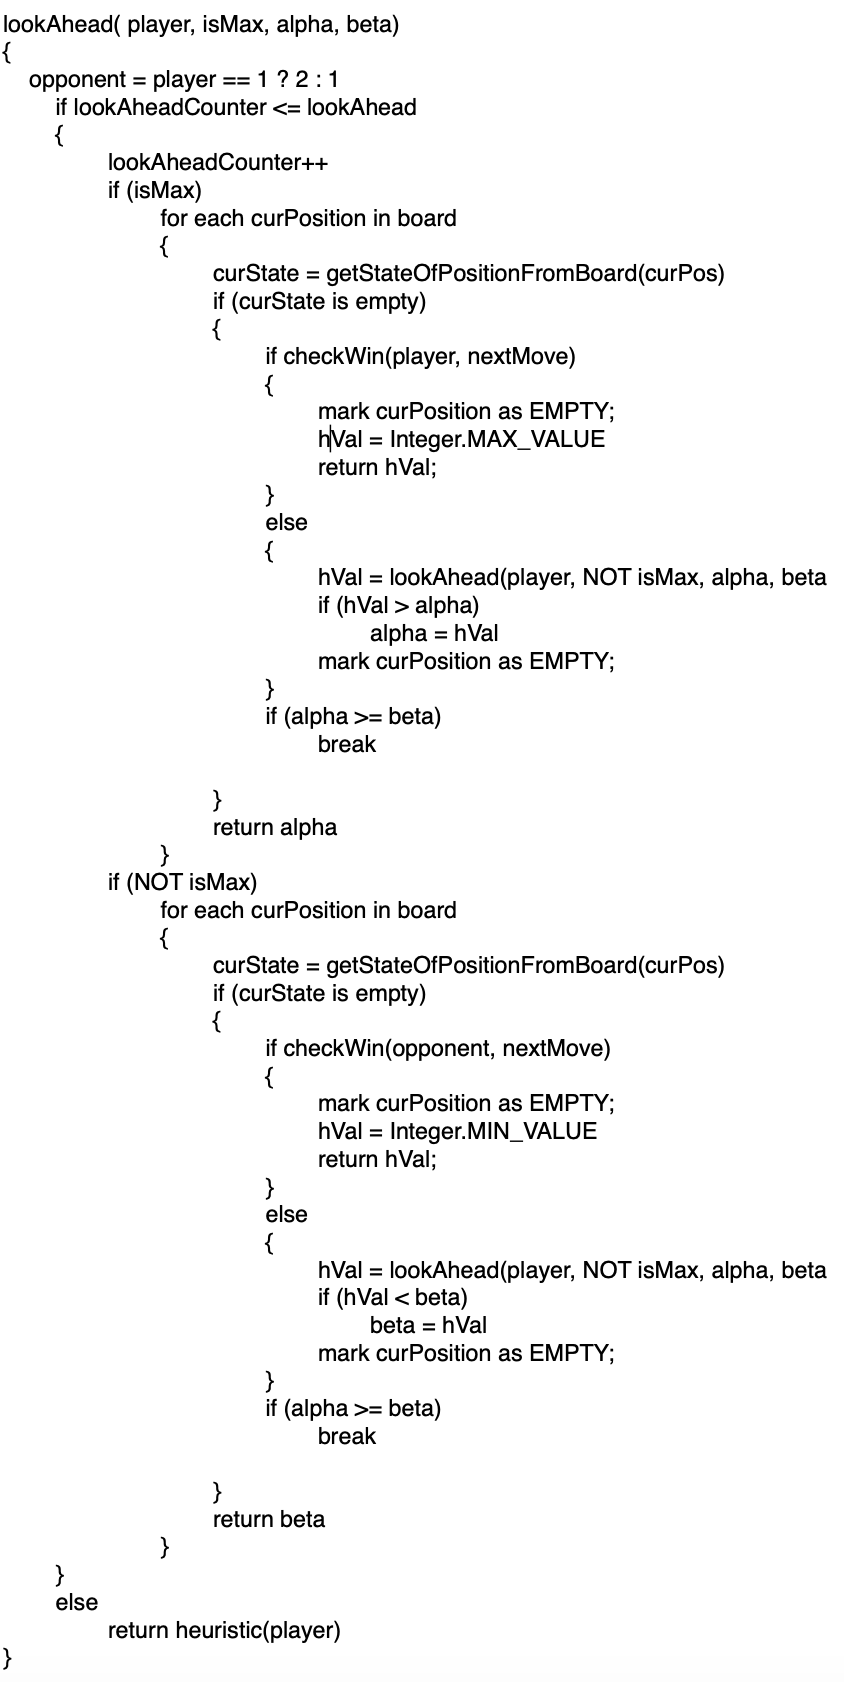 lookAhead( player, isMax, alpha, beta)
{
opponent = player == 1 ? 2 : 1
if lookAheadCounter <= lookAhead
{
lookAheadCounter++
if (isMax)
for each curPosition in board
{
curState = getStateOfPositionFromBoard(curPos)
if (curState is empty)
{
if checkWin(player, nextMove)
{
mark curPosition as EMPTY;
hVal = Integer.MAX_VALUE
return hVal;
}
else
{
hVal = lookAhead(player, NOT isMax, alpha, beta
if (hVal > alpha)
alpha = hVal
mark curPosition as EMPTY;
}
if (alpha >= beta)
break
}
return alpha
}
if (NOT isMax)
for each curPosition in board
{
curState = getStateOfPositionFromBoard(curPos)
if (curState is empty)
{
if checkWin(opponent, nextMove)
{
mark curPosition as EMPTY;
hVal = Integer.MIN_VALUE
return hVal;
}
else
{
hVal = lookAhead(player, NOT isMax, alpha, beta
if (hVal < beta)
beta = hVal
mark curPosition as EMPTY;
}
if (alpha >= beta)
break
}
return beta
}
}
else
return heuristic(player)
}